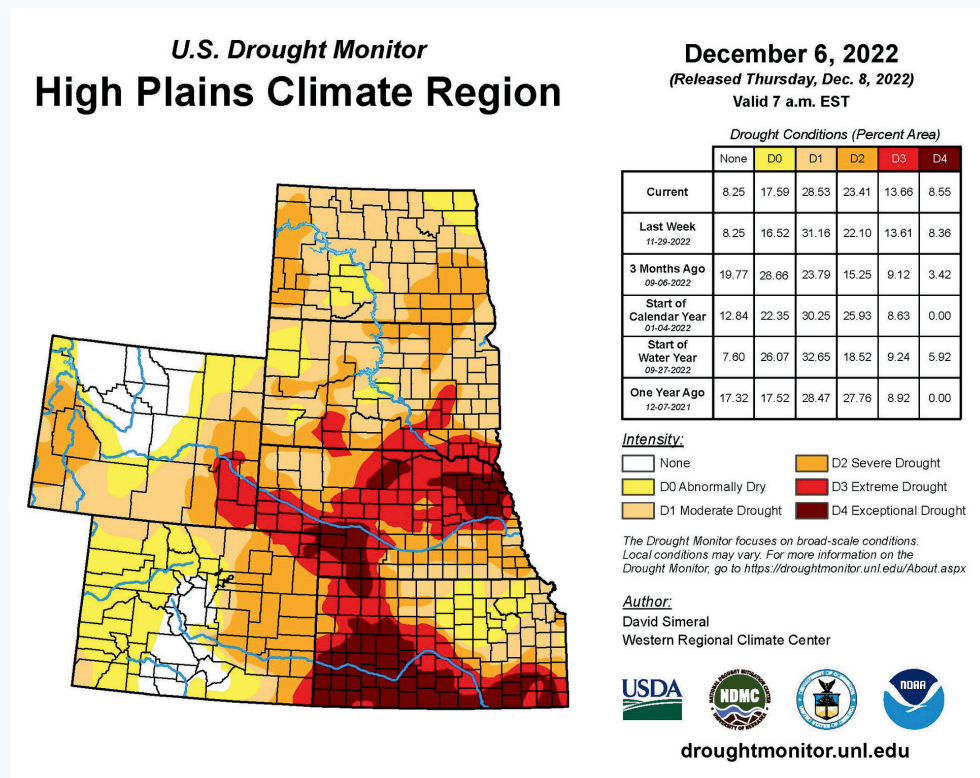 U.S. Drought Monitor
High Plains Climate Region
December 6, 2022
(Released Thursday, Dec. 8, 2022)
Valid 7 a.m. EST
Drought Conditions (Percent Area)
None D0 D1 D2 D3 D4
Current 8.25 17.59 28.53 23.41 13.66 8.55
Last Week 8.25 16.52 31.16 22.10 13.61 8.36
11-29-2022
3 Months Ago 19.77 28.66 23.79 15.25 9.12 3.42
09-06-2022
Start of
Calendar Year 12.84 22.35 30.25 25.93 8.63 0.00
01-04-2022
Start of
Water Year 7.60 26.07 32.65 18.52 9.24 5.92
09-27-2022
One Year Ago 17.32 17.52 28.47 27.76 8.92 0.00
12-07-2021
Intensity:
None
D0 Abnormally Dry
D1 Moderate Drought
D2 Severe Drought
D3 Extreme Drought
D4 Exceptional Drought
The Drought Monitor focuses on broad-scale conditions.
Local conditions may vary. For more information on the
Drought Monitor, go to https://droughtmonitor.unl.edu/About.aspx
Author:
David Simeral
Western Regional Climate Center
USDA
NDMC
NOAA
droughtmonitor.unl.edu